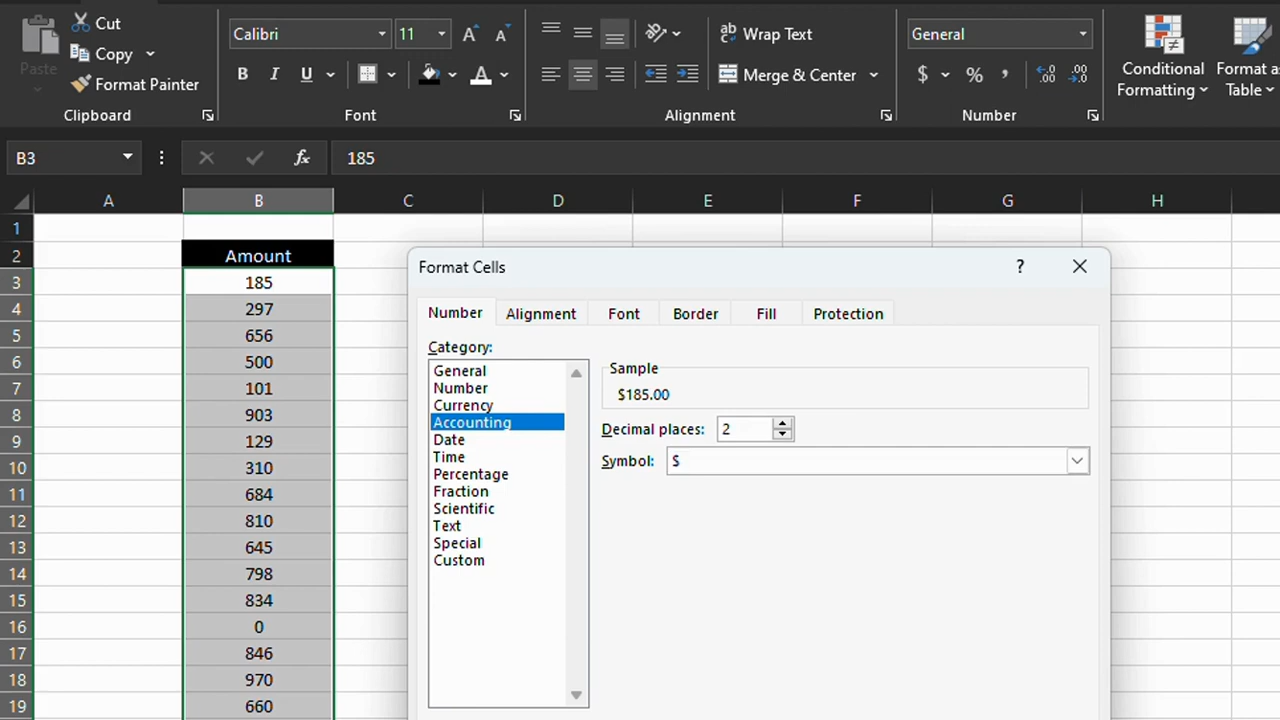 Cut
Copy
Paste
Format Painter
Clipboard
Calibri
11
A
A
B
I
U
A
Font
ab
Wrap Text
Merge & Center
Alignment
General
$
%
,
Number
Conditional
Formatting
Format as
Table
B3
fx
185
A B C D E F G H
1
2 Amount
3 185
4 297
5 656
6 500
7 101
8 903
9 129
10 310
11 684
12 810
13 645
14 798
15 834
16 0
17 846
18 970
19 660
Format Cells
?
Number Alignment Font Border Fill Protection
Category:
General
Number
Currency
Accounting
Date
Time
Percentage
Fraction
Scientific
Text
Special
Custom
Sample
$185.00
Decimal places: 2
Symbol: $